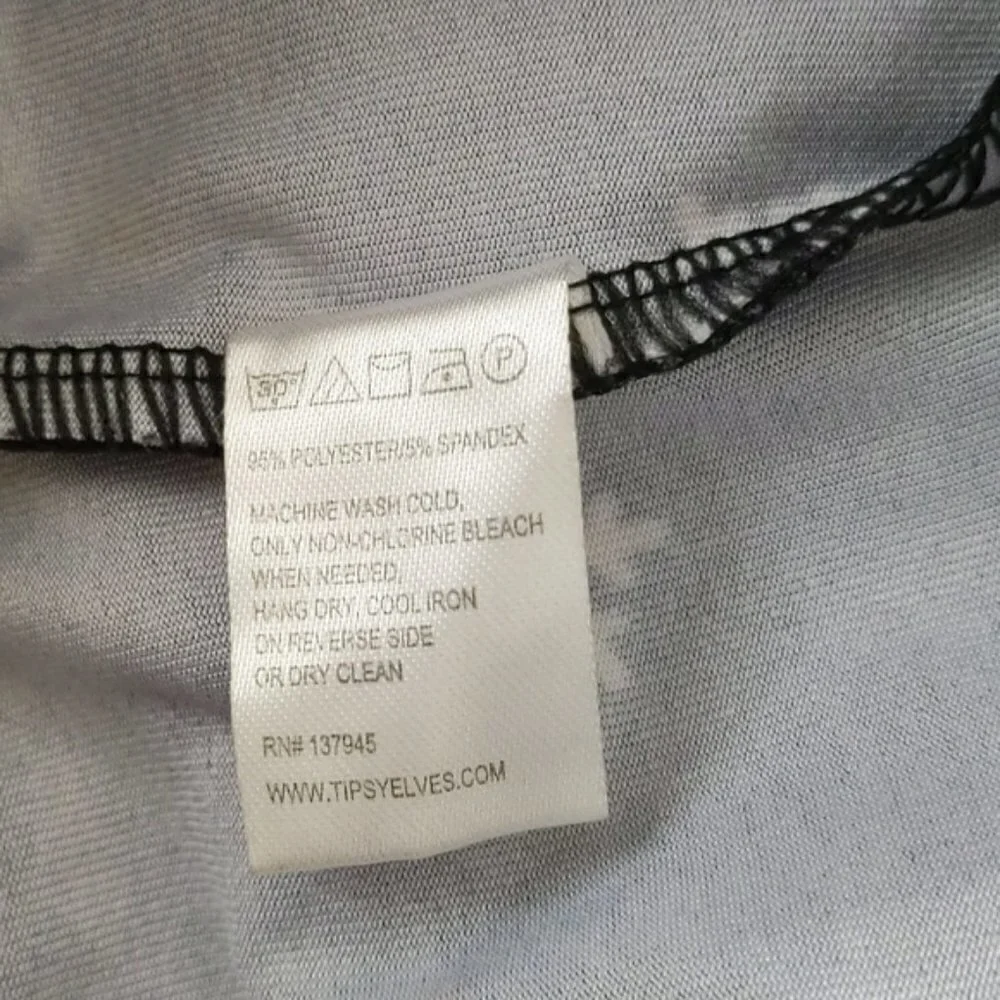 30°
P
95% POLYESTER/5% SPANDEX
MACHINE WASH COLD,
ONLY NON-CHLORINE BLEACH
WHEN NEEDED,
HANG DRY, COOL IRON
ON REVERSE SIDE
OR DRY CLEAN
RN# 137945
WWW.TIPSYELVES.COM